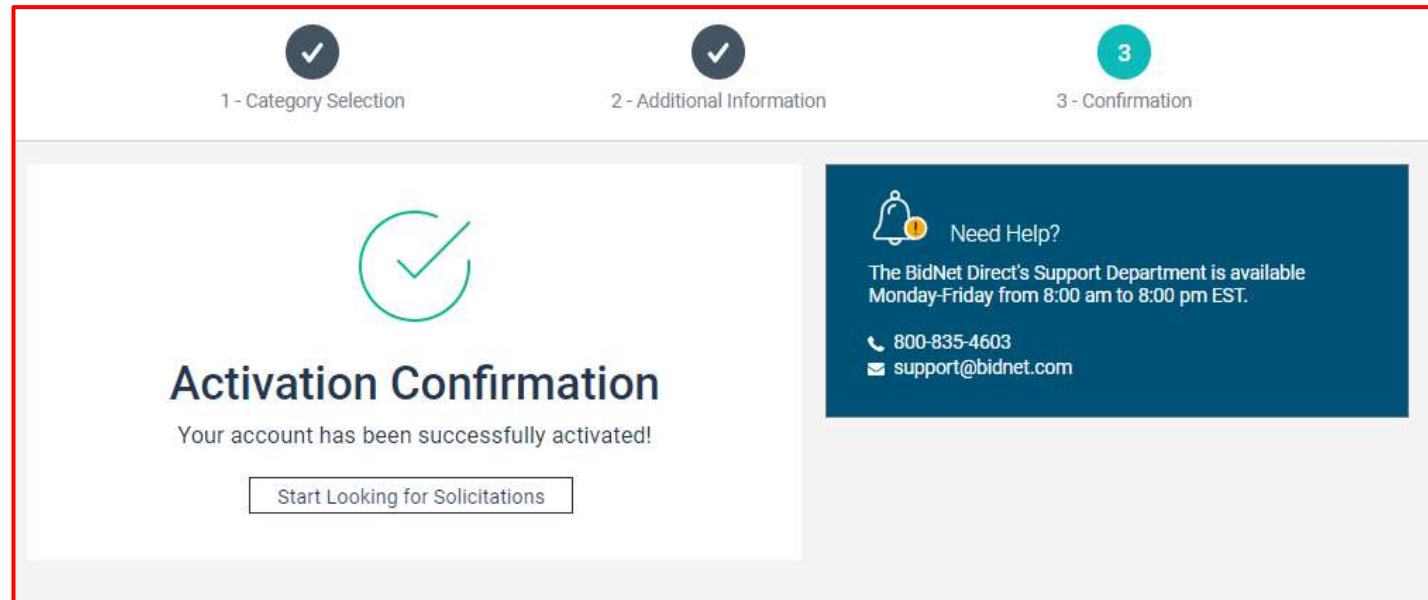 3
1 - Category Selection
2 - Additional Information
3 - Confirmation
Activation Confirmation
Your account has been successfully activated!
Start Looking for Solicitations
!
Need Help?
The BidNet Direct's Support Department is available
Monday-Friday from 8:00 am to 8:00 pm EST.
800-835-4603
support@bidnet.com